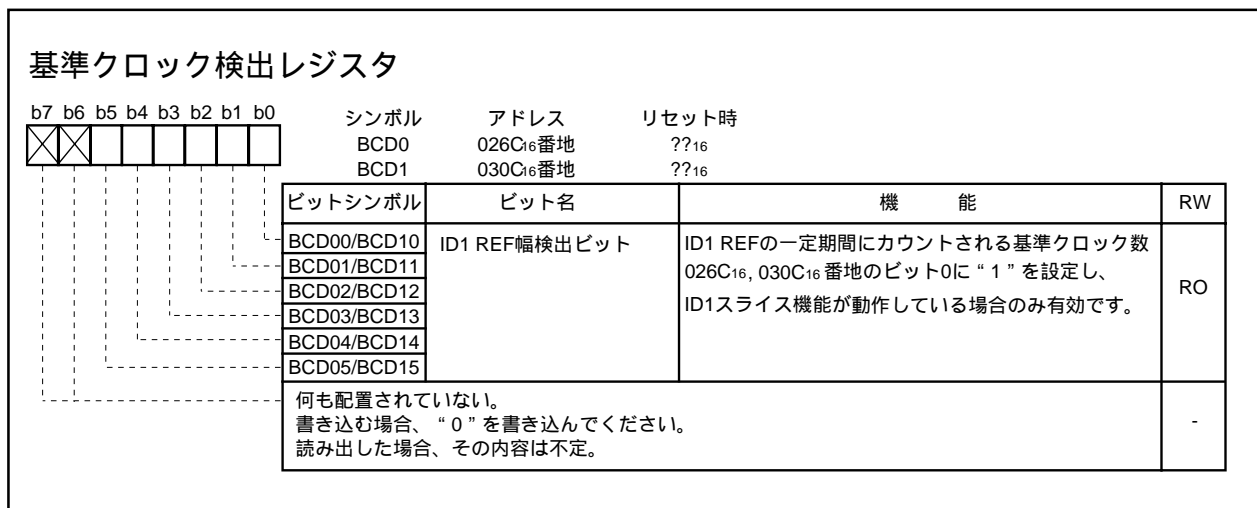 基準クロック検出レジスタ
b7 b6 b5 b4 b3 b2 b1 b0
シンボル アドレス リセット時
BCD0 026C16番地 ??16
BCD1 030C16番地 ??16
ビットシンボル ビット名 機 能 RW
BCD00/BCD10 ID1 REF幅検出ビット ID1 REFの一定期間にカウントされる基準クロック数
BCD01/BCD11 026C16, 030C16 番地のビット0に“1”を設定し、
BCD02/BCD12 ID1スライス機能が動作している場合のみ有効です。 RO
BCD03/BCD13
BCD04/BCD14
BCD05/BCD15
何も配置されていない。
書き込む場合、“0”を書き込んでください。 -
読み出した場合、その内容は不定。